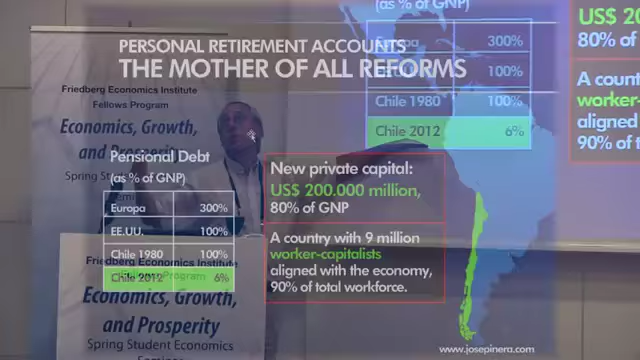 (as % of GNP)
US$ 20
80% of
PERSONAL RETIREMENT ACCOUNTS
THE MOTHER OF ALL REFORMS
Europa 300%
100%
Chile 1980 100%
Chile 2012 6%
A count
worker-
aligned
90% of t
Friedberg Economics Institute
Fellows Program
Economics, Growth,
and Prosperity
Spring Student Economics
Pensional Debt
(as % of GNP)
Europa 300%
EE.UU. 100%
Chile 1980 100%
Chile 2012 6%
New private capital:
US$ 200.000 million,
80% of GNP
A country with 9 million
worker-capitalists
aligned with the economy,
90% of total workforce.
Friedberg Economics Institute
Fellows Program
Economics, Growth,
and Prosperity
Spring Student Economics
www.josepinera.com